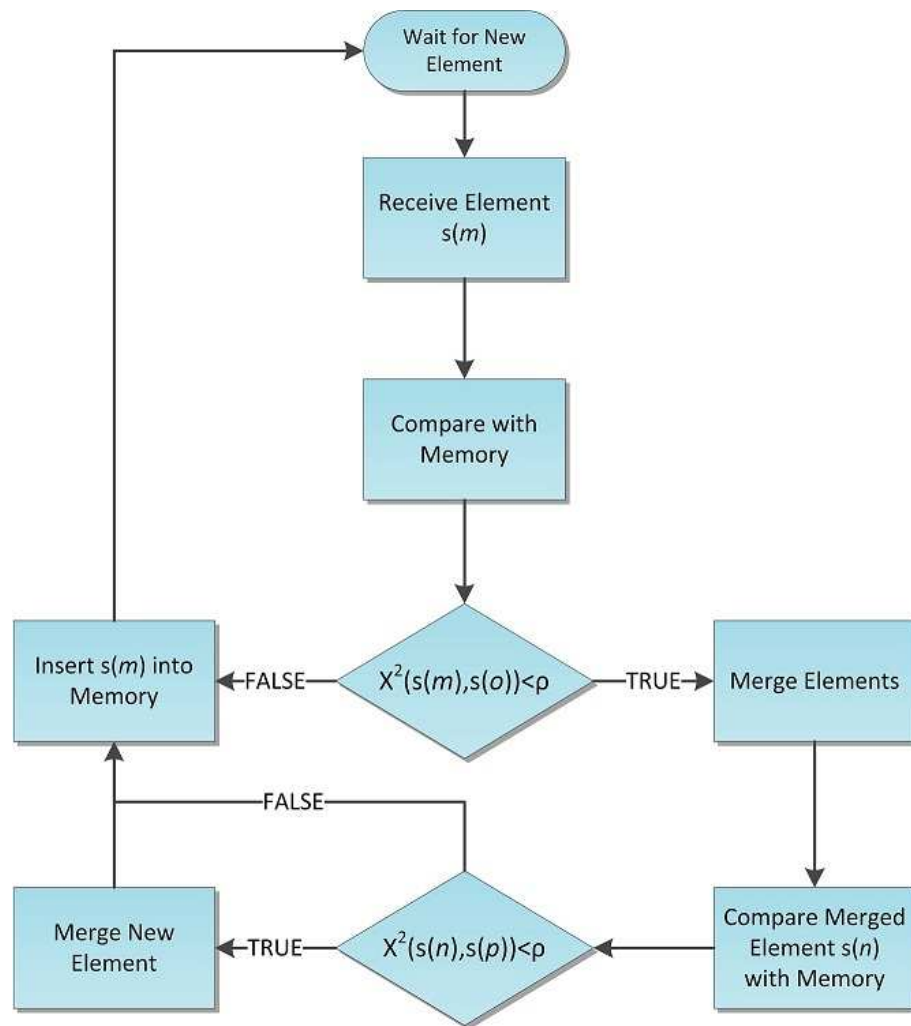 Wait for New
Element
Receive Element
s(m)
Compare with
Memory
Insert s(m) into
Memory
FALSE
X²(s(m),s(o))<ρ
TRUE
Merge Elements
FALSE
Merge New
Element
TRUE
X²(s(n),s(p))<ρ
Compare Merged
Element s(n)
with Memory